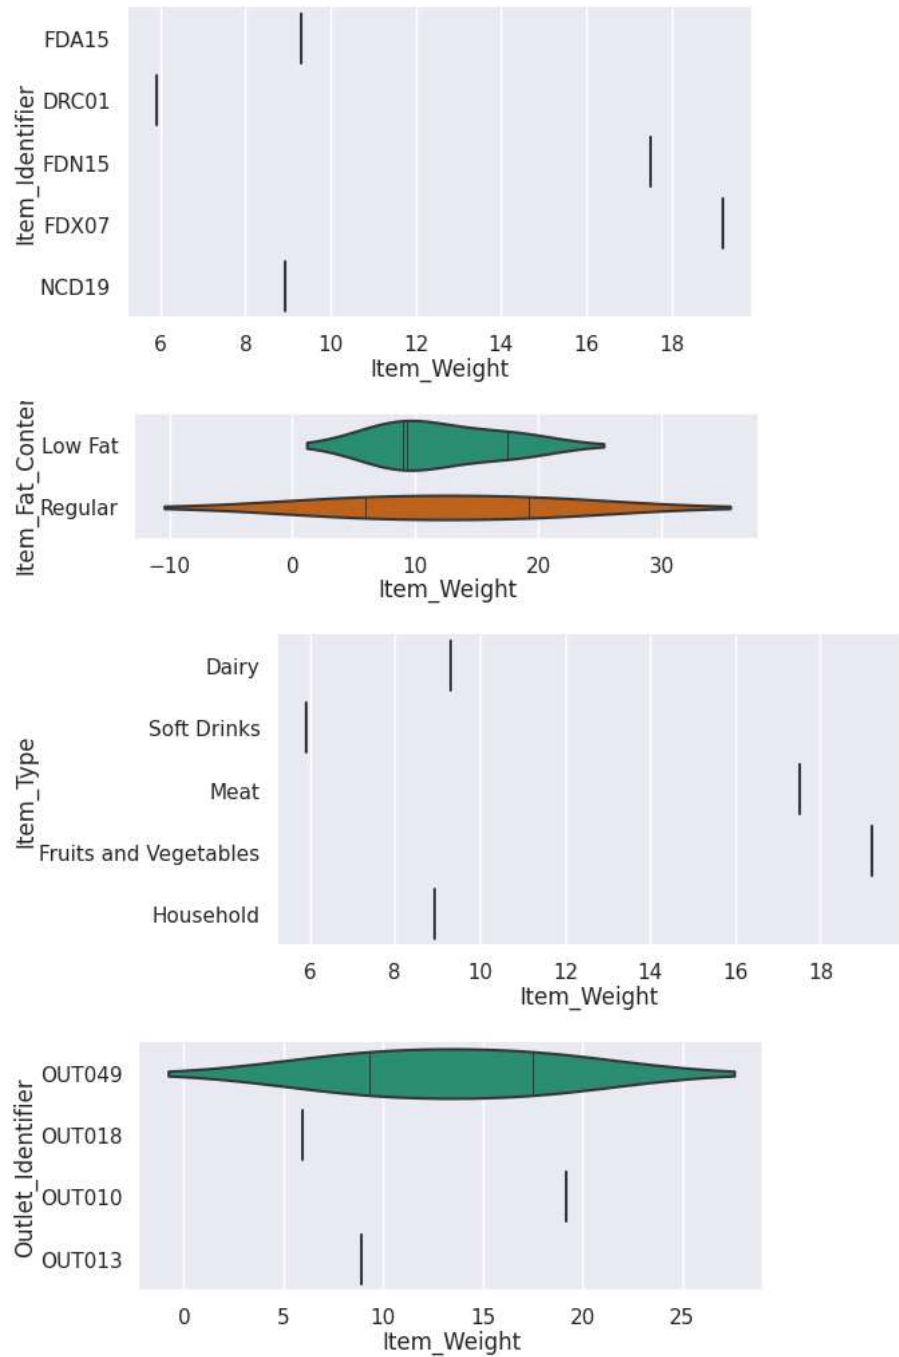 Item_Identifier
FDA15
DRC01
FDN15
FDX07
NCD19
6 8 10 12 14 16 18
Item_Weight
Item_Fat_Conter
Low Fat
Regular
−10 0 10 20 30
Item_Weight
Item_Type
Dairy
Soft Drinks
Meat
Fruits and Vegetables
Household
6 8 10 12 14 16 18
Item_Weight
Outlet_Identifier
OUT049
OUT018
OUT010
OUT013
0 5 10 15 20 25
Item_Weight